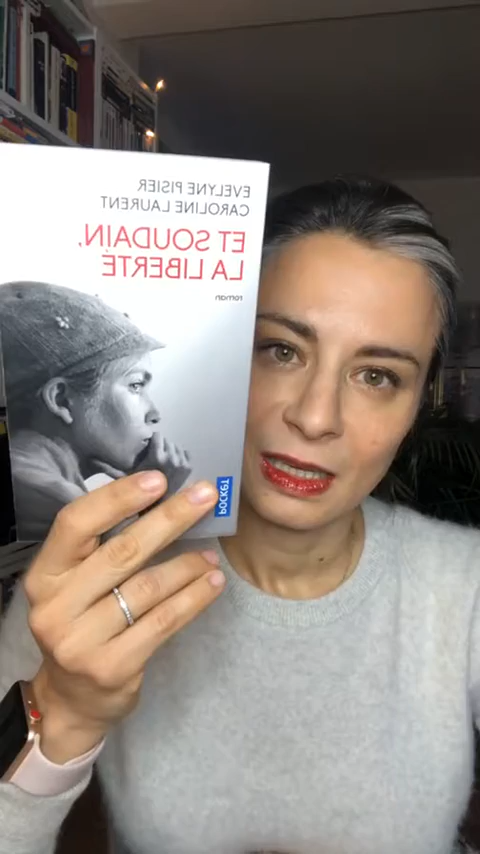 EVELYNE PISIER
CAROLINE LAURENT
ET SOUDAIN,
LA LIBERTÉ
roman
POCKET